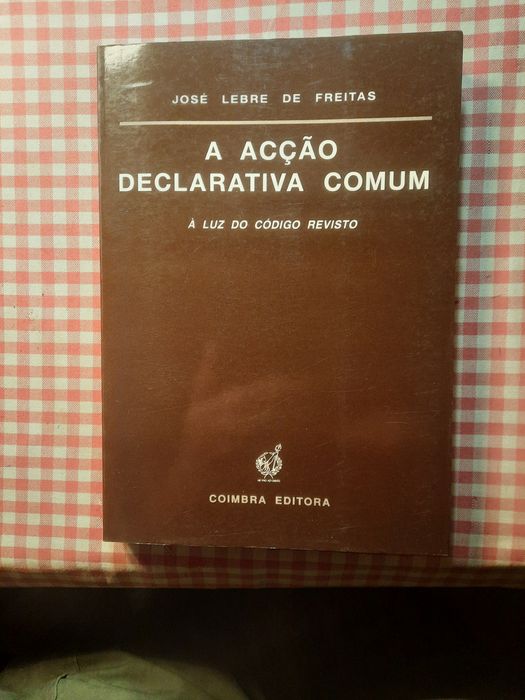 JOSÉ LEBRE DE FREITAS
A ACÇÃO
DECLARATIVA COMUM
À LUZ DO CÓDIGO REVISTO
COIMBRA EDITORA